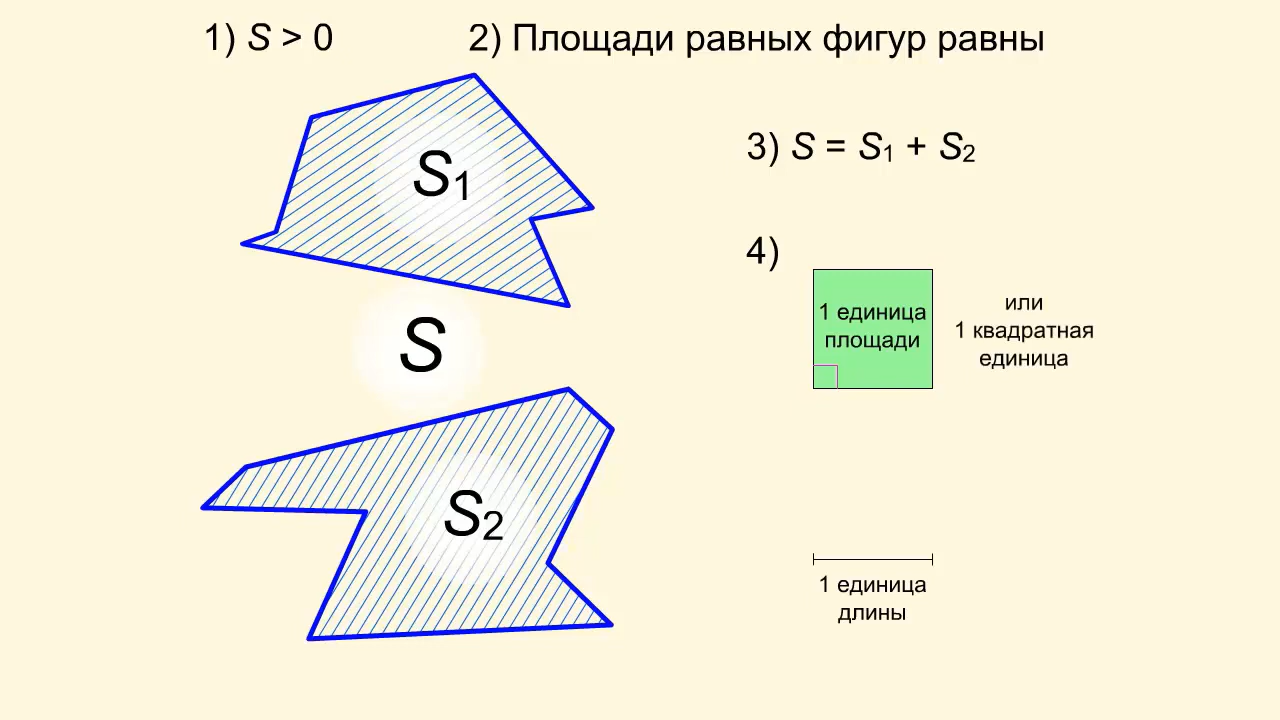 1) S > 0
2) Площади равных фигур равны
S1
3) S = S1 + S2
4)
1 единица
площади
или
1 квадратная
единица
S
S2
1 единица
длины